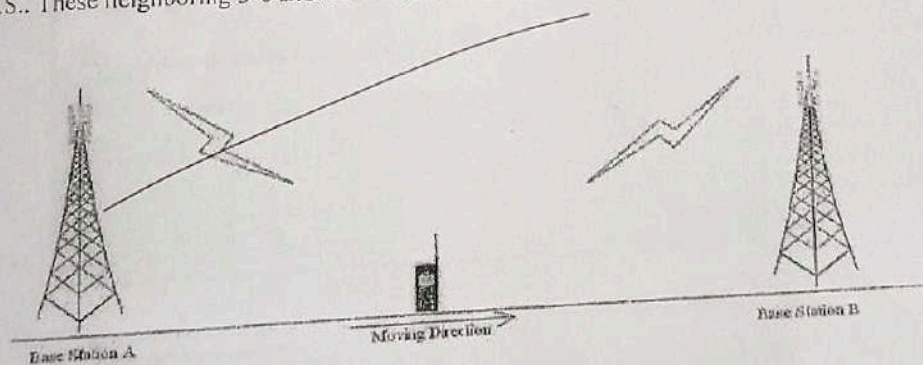 .S.. These neighboring
Moving Direction
Base Station B
Base Station A